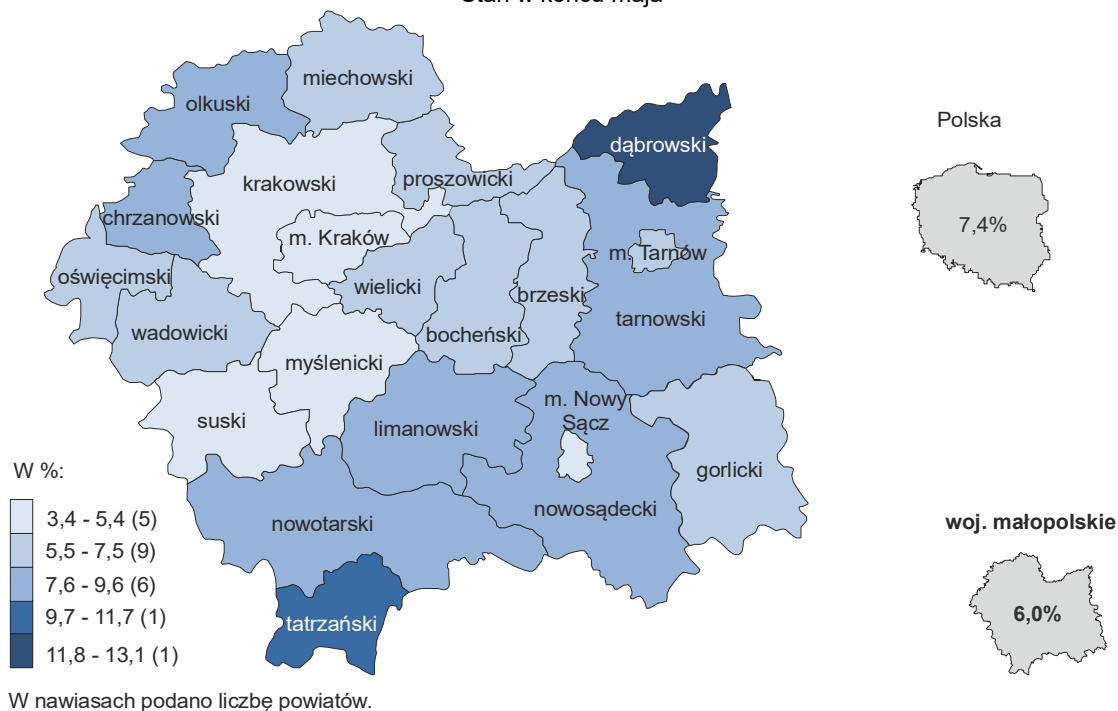 Stan w końcu maja
miechowski
olkuski
dąbrowski
Polska
krakowski
proszowicki
chrzanowski
7,4%
m. Kraków
m. Tarnów
oświęcimski
wielicki
brzeski
tarnowski
wadowicki
bocheński
myślenicki
m. Nowy
Sącz
suski
limanowski
gorlicki
W %:
nowosądecki
nowotarski
3,4 - 5,4 (5)
5,5 - 7,5 (9)
7,6 - 9,6 (6)
9,7 - 11,7 (1)
11,8 - 13,1 (1)
woj. małopolskie
6,0%
tatrzański
W nawiasach podano liczbę powiatów.